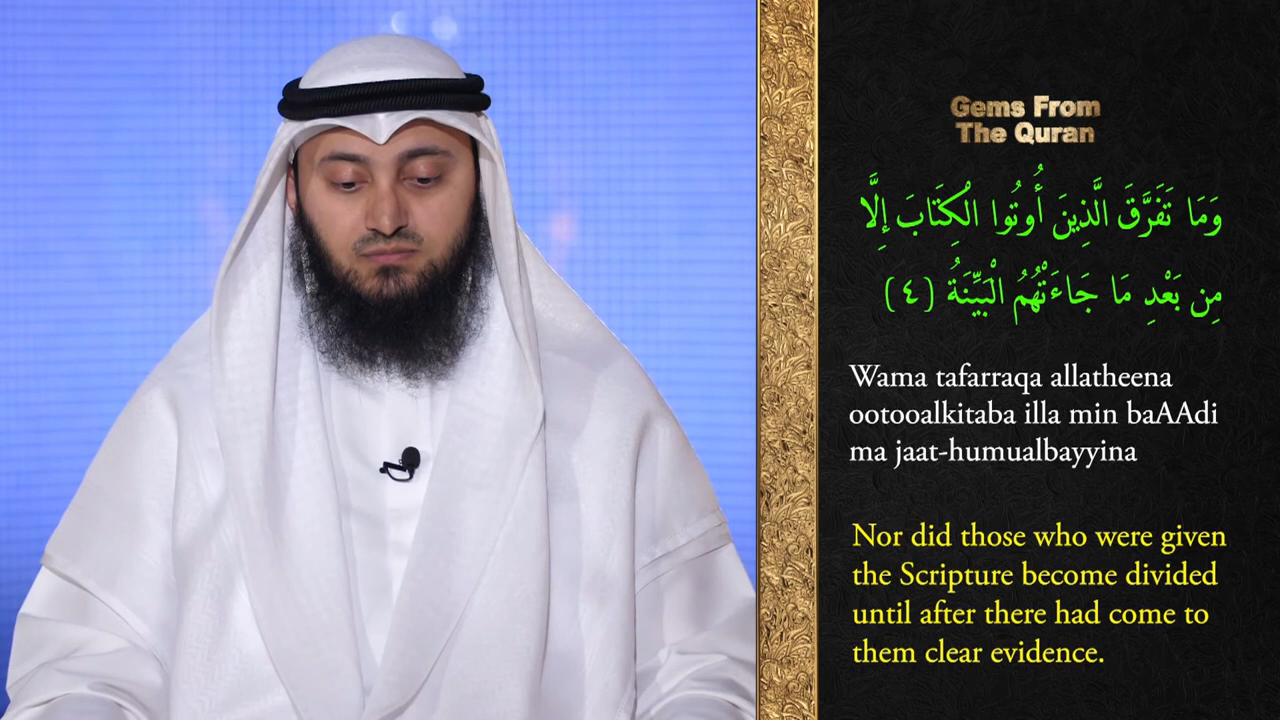 Gems From
The Quran
وَمَا تَفَرَّقَ الَّذِينَ أُوتُوا الْكِتَابَ إِلَّا
مِن بَعْدِ مَا جَاءَتْهُمُ الْبَيِّنَةُ (٤)
Wama tafarraqa allatheena
ootooalkitaba illa min baAAdi
ma jaat-humualbayyina
Nor did those who were given
the Scripture become divided
until after there had come to
them clear evidence.